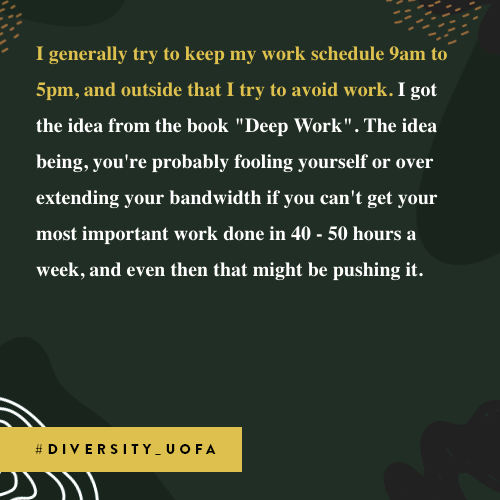 I generally try to keep my work schedule 9am to
5pm, and outside that I try to avoid work. I got
the idea from the book "Deep Work". The idea
being, you're probably fooling yourself or over
extending your bandwidth if you can't get your
most important work done in 40 - 50 hours a
week, and even then that might be pushing it.
#DIVERSITY_UOFA